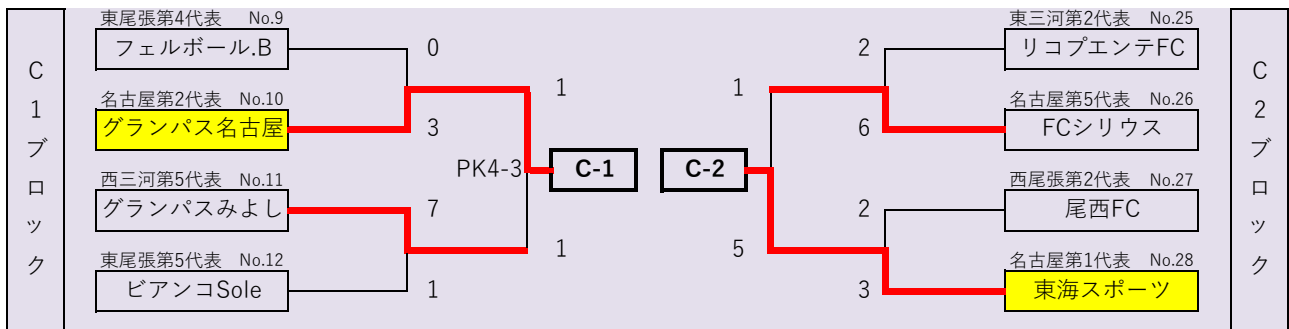 C1ブロック
東尾張第4代表 No.9
フェルボール.B
0
名古屋第2代表 No.10
グランパス名古屋
3
1
PK4-3
C-1
西三河第5代表 No.11
グランパスみよし
7
東尾張第5代表 No.12
ビアンコSole
1
1
C-2
1
5
東三河第2代表 No.25
リコプエンテFC
2
名古屋第5代表 No.26
FCシリウス
6
西尾張第2代表 No.27
尾西FC
2
名古屋第1代表 No.28
東海スポーツ
3
C2ブロック